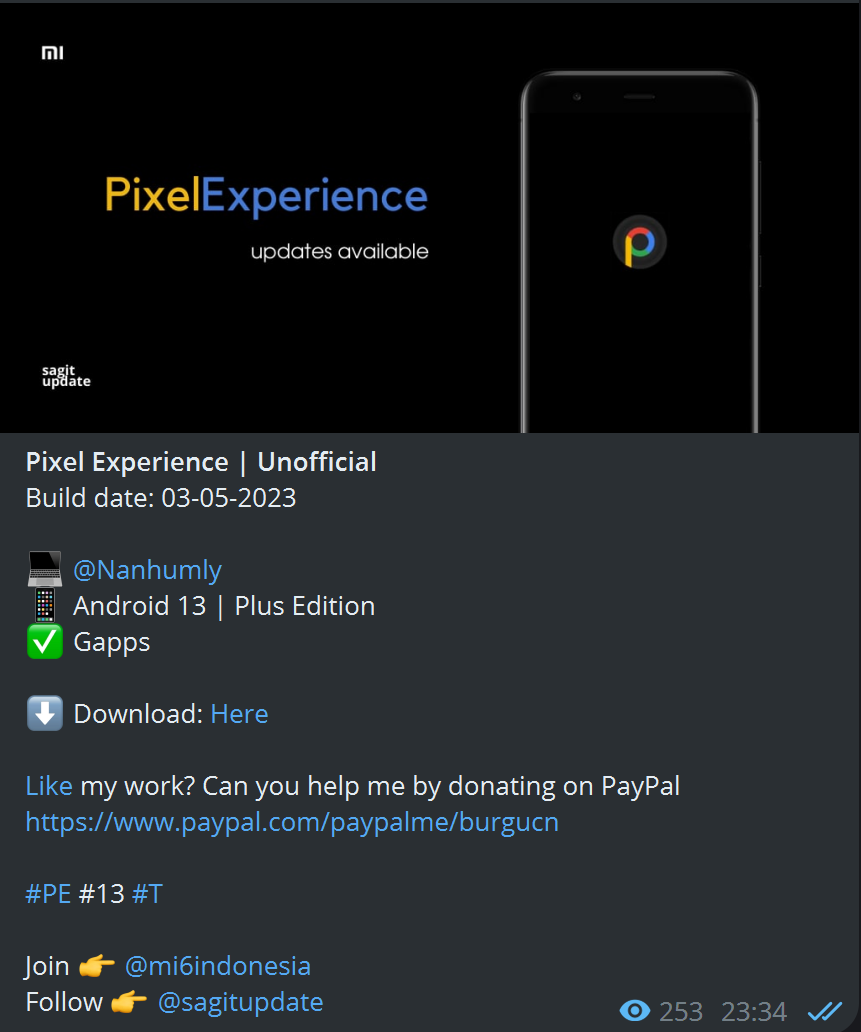 mi
PixelExperience
updates available
sagit
update
Pixel Experience | Unofficial
Build date: 03-05-2023
@Nanhumly
Android 13 | Plus Edition
Gapps
Download: Here
Like my work? Can you help me by donating on PayPal
https://www.paypal.com/paypalme/burgucn
#PE #13 #T
Join 👉 @mi6indonesia
Follow 👉 @sagitupdate
253 23:34